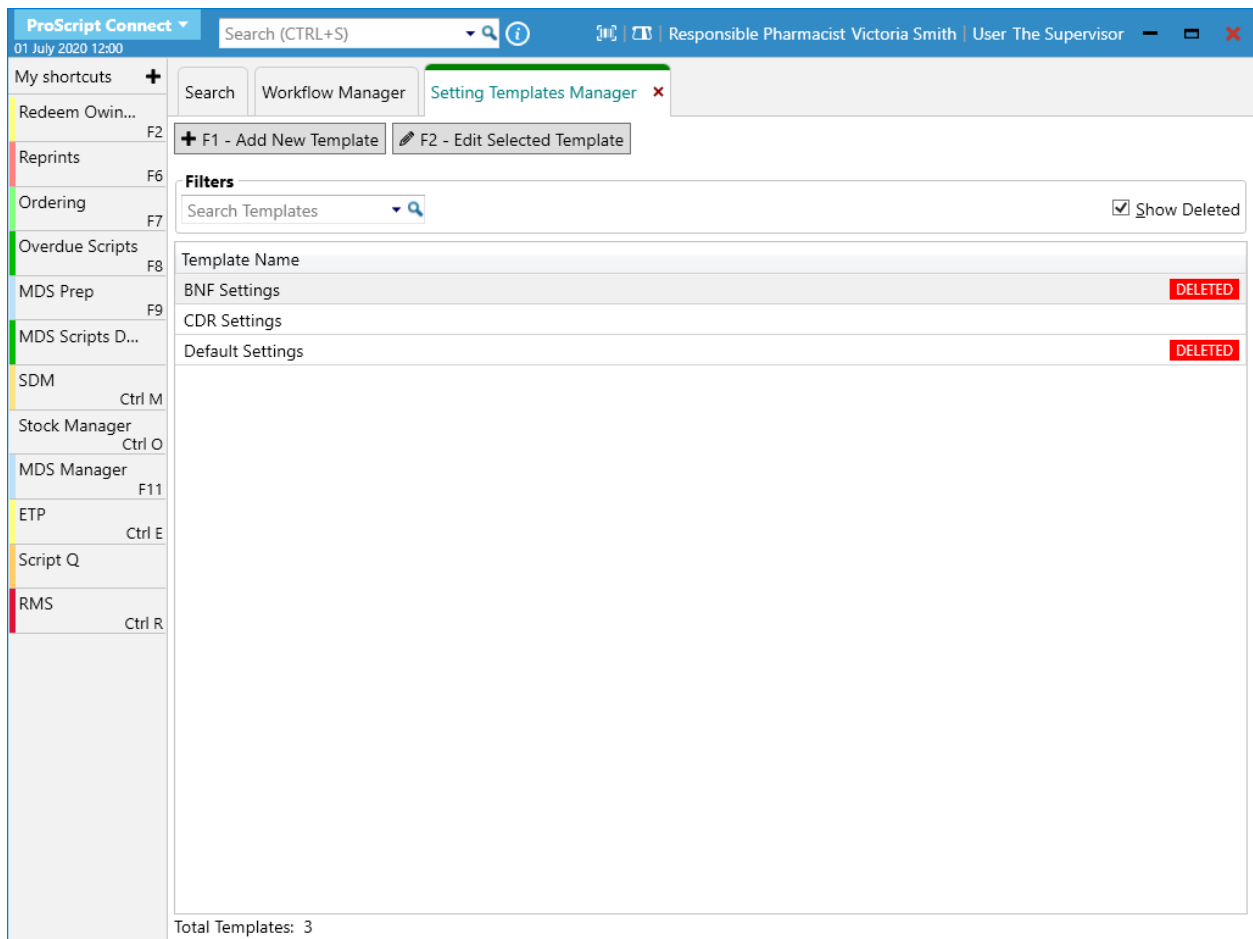 ProScript Connect
01 July 2020 12:00
Search (CTRL+S)
Responsible Pharmacist Victoria Smith | User The Supervisor
My shortcuts
Redeem Owin...
F2
Reprints
F6
Ordering
F7
Overdue Scripts
F8
MDS Prep
F9
MDS Scripts D...
SDM
Ctrl M
Stock Manager
Ctrl O
MDS Manager
F11
ETP
Ctrl E
Script Q
RMS
Ctrl R
Search
Workflow Manager
Setting Templates Manager
F1 - Add New Template
F2 - Edit Selected Template
Filters
Search Templates
Show Deleted
Template Name
BNF Settings DELETED
CDR Settings
Default Settings DELETED
Total Templates: 3